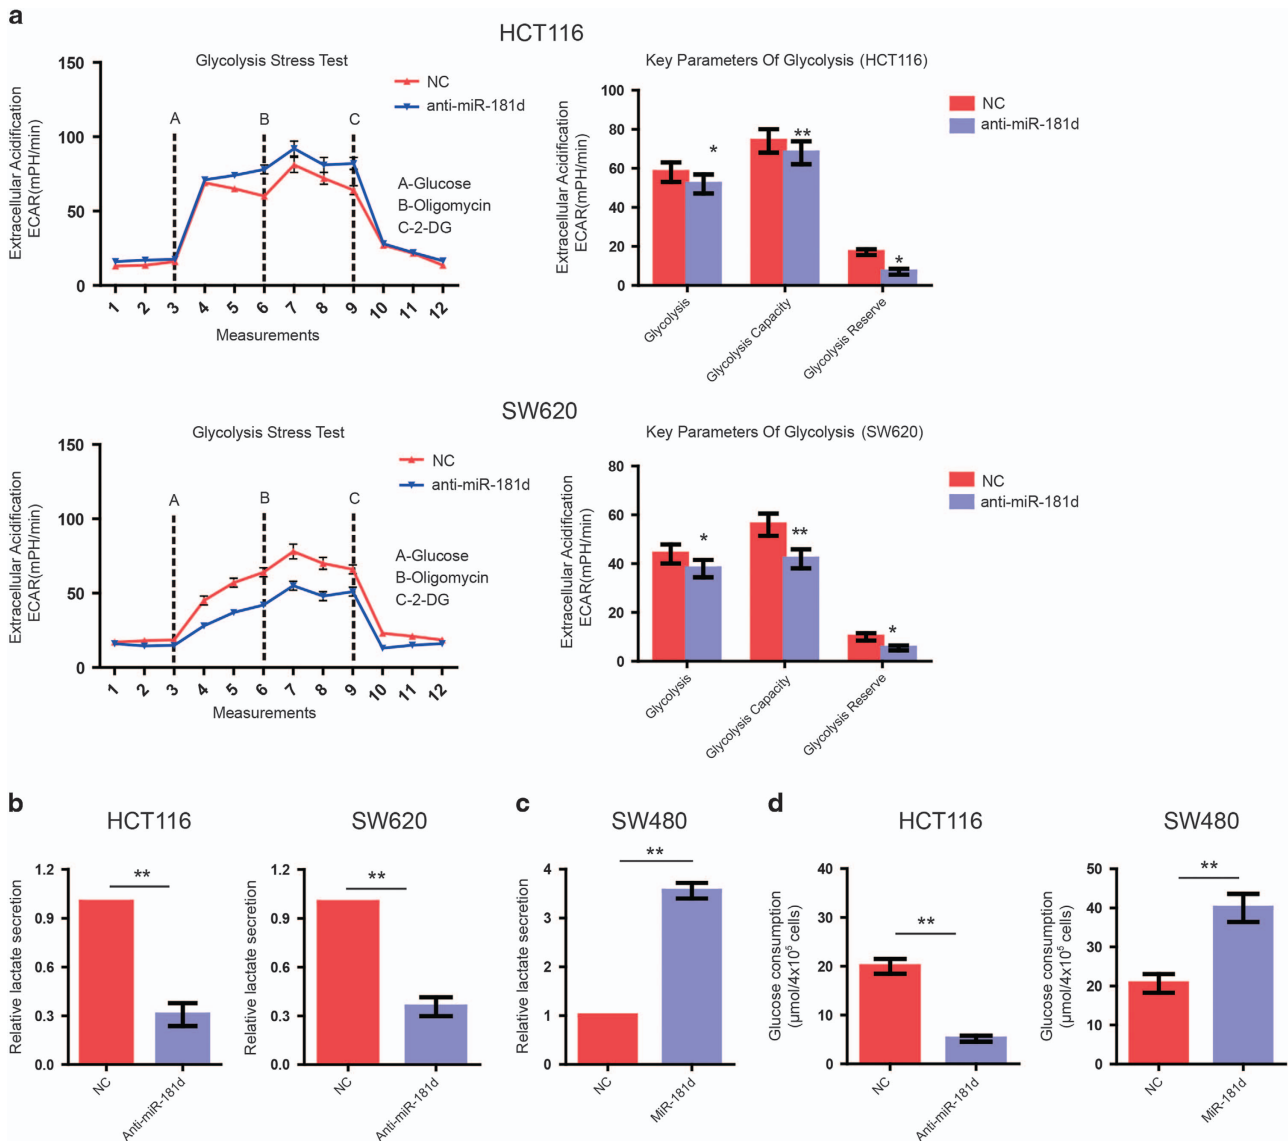 a
HCT116
Glycolysis Stress Test
NC
anti-miR-181d
Extracellular Acidification
ECAR(mPH/min)
150
100
50
0
A
B
C
A-Glucose
B-Oligomycin
C-2-DG
1 2 3 4 5 6 7 8 9 10 11 12
Measurements
Key Parameters Of Glycolysis (HCT116)
NC
anti-miR-181d
Extracellular Acidification
ECAR(mPH/min)
100
80
60
40
20
0
*
**
*
Glycolysis
Glycolysis Capacity
Glycolysis Reserve
SW620
Glycolysis Stress Test
NC
anti-miR-181d
Extracellular Acidification
ECAR(mPH/min)
150
100
50
0
A
B
C
A-Glucose
B-Oligomycin
C-2-DG
1 2 3 4 5 6 7 8 9 10 11 12
Measurements
Key Parameters Of Glycolysis (SW620)
NC
anti-miR-181d
Extracellular Acidification
ECAR(mPH/min)
80
60
40
20
0
*
**
*
Glycolysis
Glycolysis Capacity
Glycolysis Reserve
b
HCT116
Relative lactate secretion
1.2
0.9
0.6
0.3
0.0
**
NC
Anti-miR-181d
SW620
Relative lactate secretion
1.2
0.9
0.6
0.3
0.0
**
NC
Anti-miR-181d
c
SW480
Relative lactate secretion
4
3
2
1
0
**
NC
MiR-181d
d
HCT116
Glucose consumption
(μmol/4x10⁵ cells)
40
30
20
10
0
**
NC
Anti-miR-181d
SW480
Glucose consumption
(μmol/4x10⁵ cells)
50
40
30
20
10
0
**
NC
MiR-181d